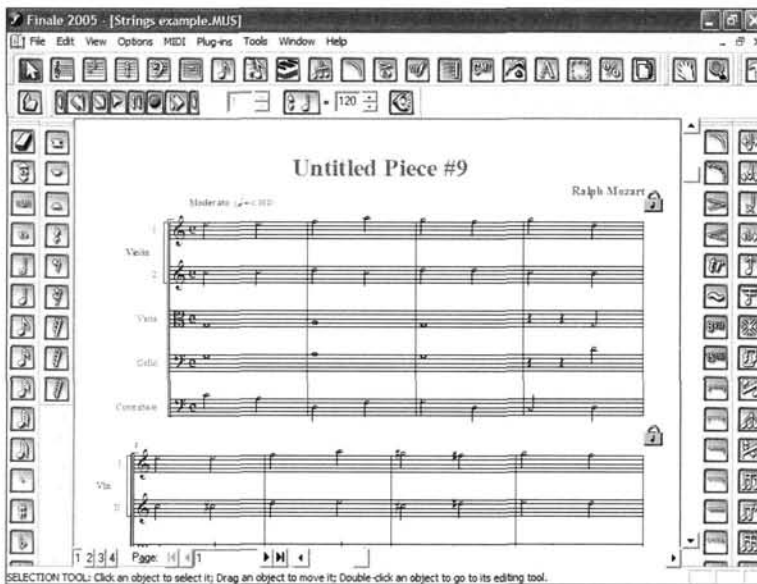 Finale 2005 - [Strings example.MUS]
File Edit View Options MIDI Plug-ins Tools Window Help
= 120
Untitled Piece #9
Ralph Mozart
Moderato
1
Violin
2
Viola
Cello
Contrabass
I
Vln
II
1 2 3 4 Page: 1
SELECTION TOOL: Click an object to select it; Drag an object to move it; Double-click an object to go to its editing tool.